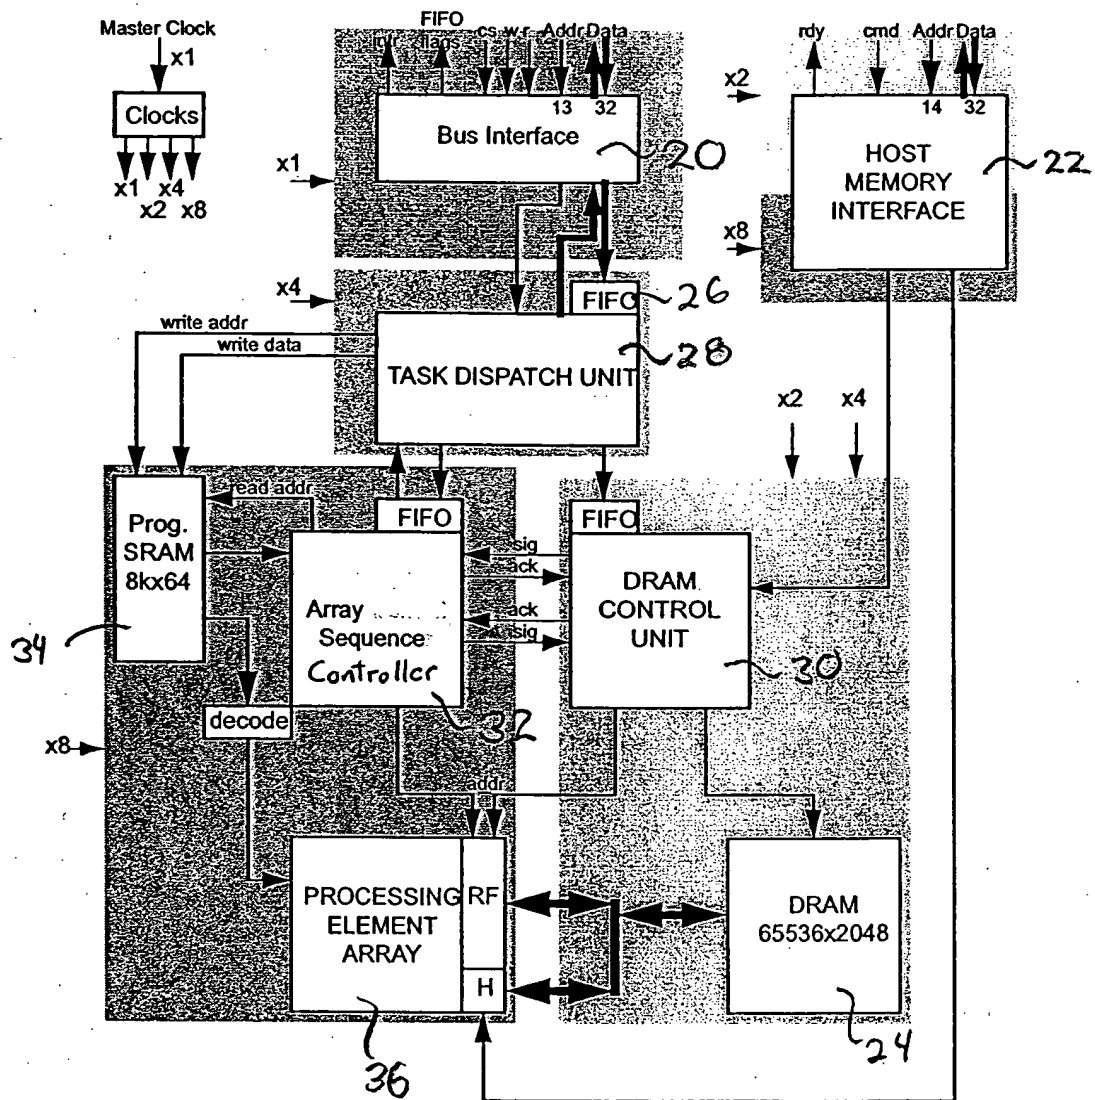 Master Clock
x1
Clocks
x1
x2
x4
x8
FIFO
flags
cs
w
r
Addr
Data
13
32
Bus Interface
20
x1
rdy
cmd
Addr
Data
x2
14
32
HOST
MEMORY
INTERFACE
22
x8
x4
FIFO
26
write addr
write data
TASK DISPATCH UNIT
28
x2
x4
read addr
Prog.
SRAM
8kx64
34
FIFO
Array
Sequence
Controller
32
sig
ack
ack
sig
FIFO
DRAM
CONTROL
UNIT
30
decode
x8
addr
PROCESSING
ELEMENT
ARRAY
RF
H
36
DRAM
65536x2048
24